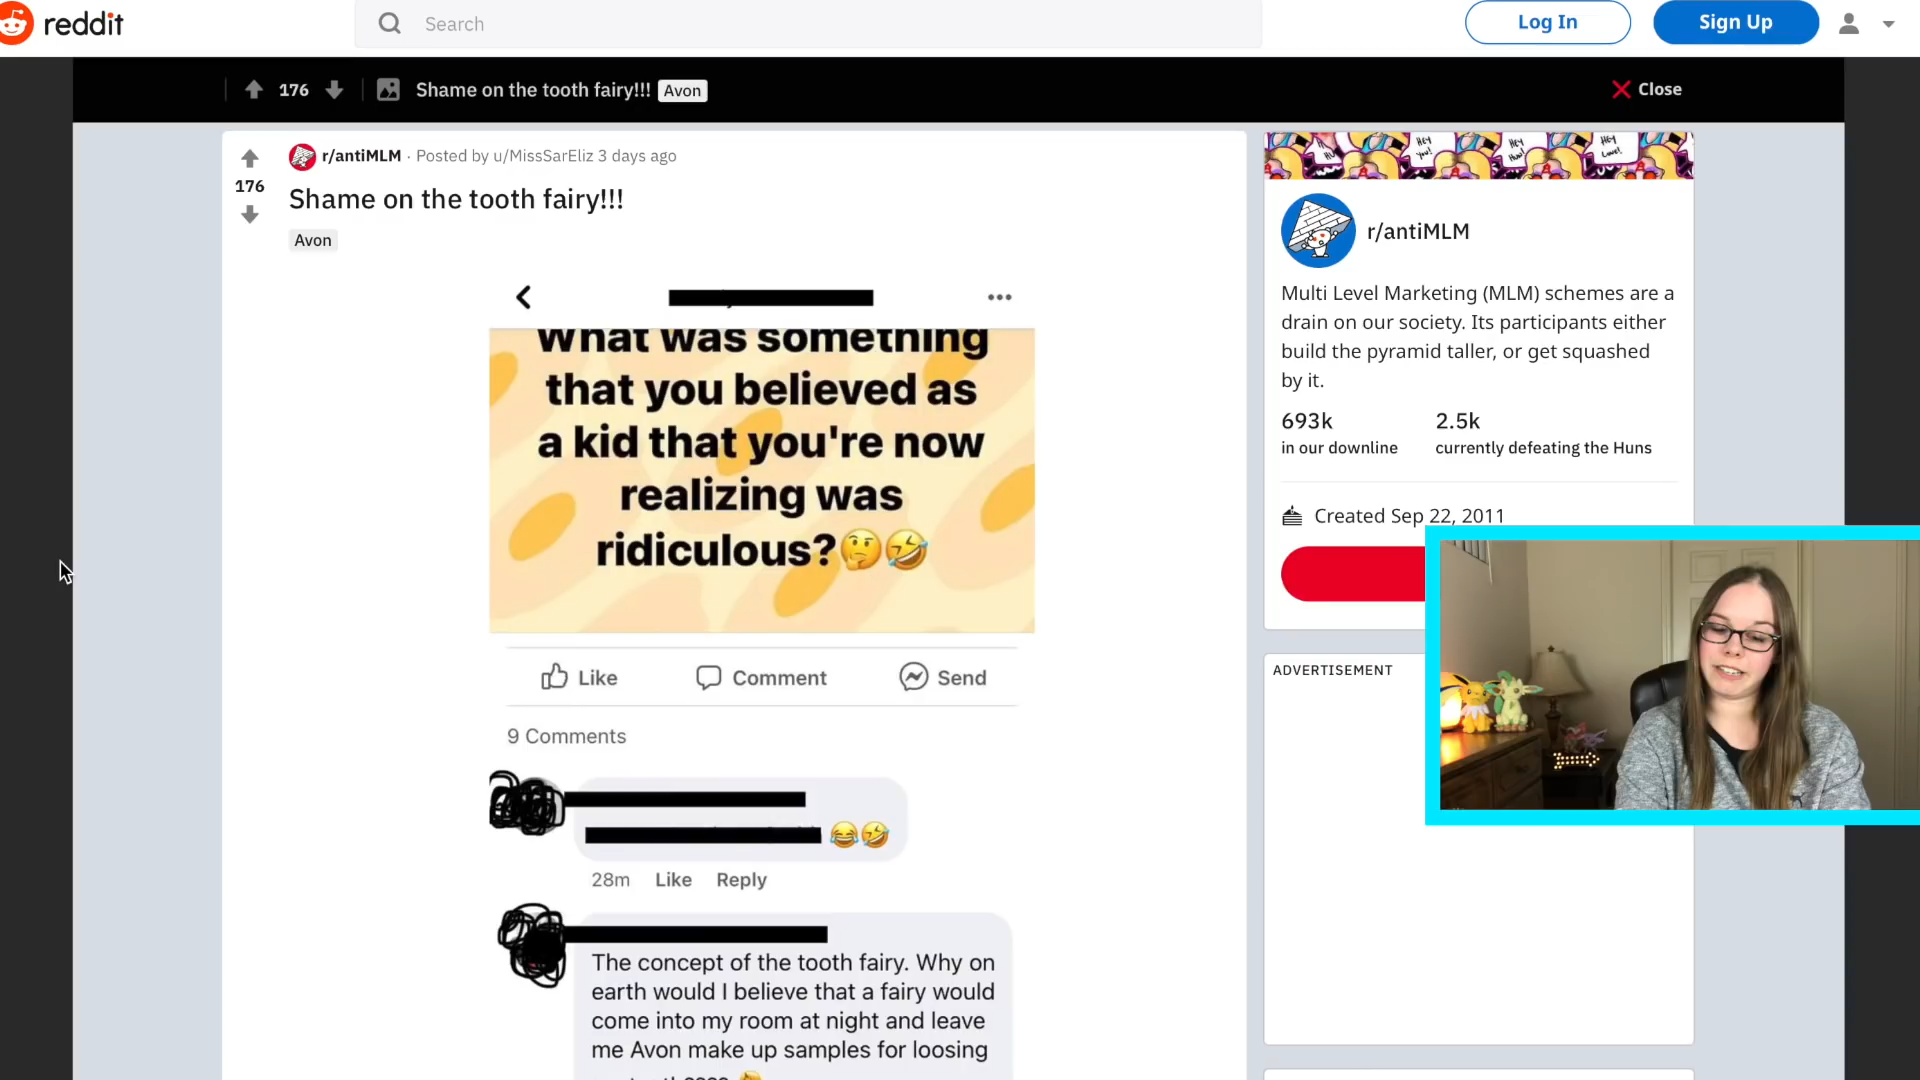 reddit
Search
Log In
Sign Up
176
Shame on the tooth fairy!!!
Avon
Close
r/antiMLM · Posted by u/MissSarEliz 3 days ago
176
Shame on the tooth fairy!!!
Avon
What was something
that you believed as
a kid that you're now
realizing was
ridiculous?🤔🤣
Like
Comment
Send
9 Comments
😂🤣
28m
Like
Reply
The concept of the tooth fairy. Why on
earth would I believe that a fairy would
come into my room at night and leave
me Avon make up samples for loosing
HEY YOU!
HEY HUN!
HEY LOVE!
r/antiMLM
Multi Level Marketing (MLM) schemes are a
drain on our society. Its participants either
build the pyramid taller, or get squashed
by it.
693k
in our downline
2.5k
currently defeating the Huns
Created Sep 22, 2011
ADVERTISEMENT